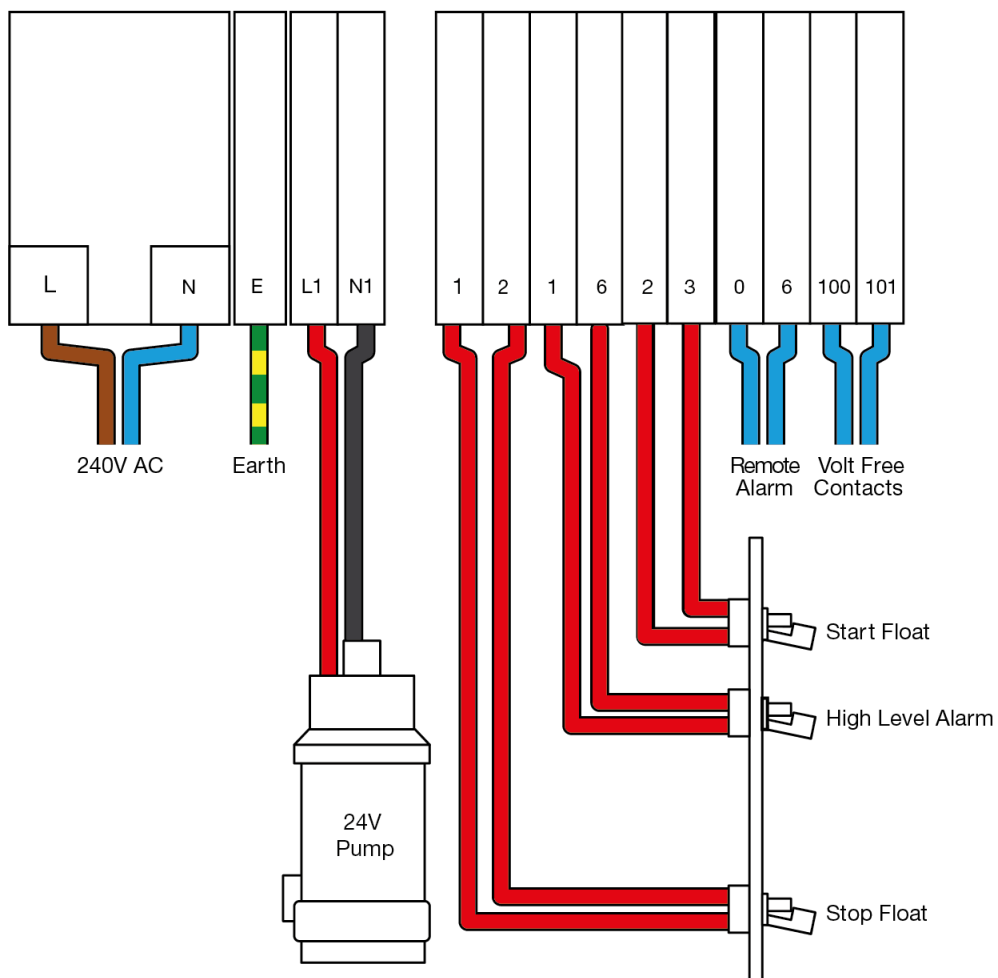 L
N
E
L1
N1
1
2
1
6
2
3
0
6
100
101
240V AC
Earth
Remote
Alarm
Volt Free
Contacts
Start Float
High Level Alarm
24V
Pump
Stop Float